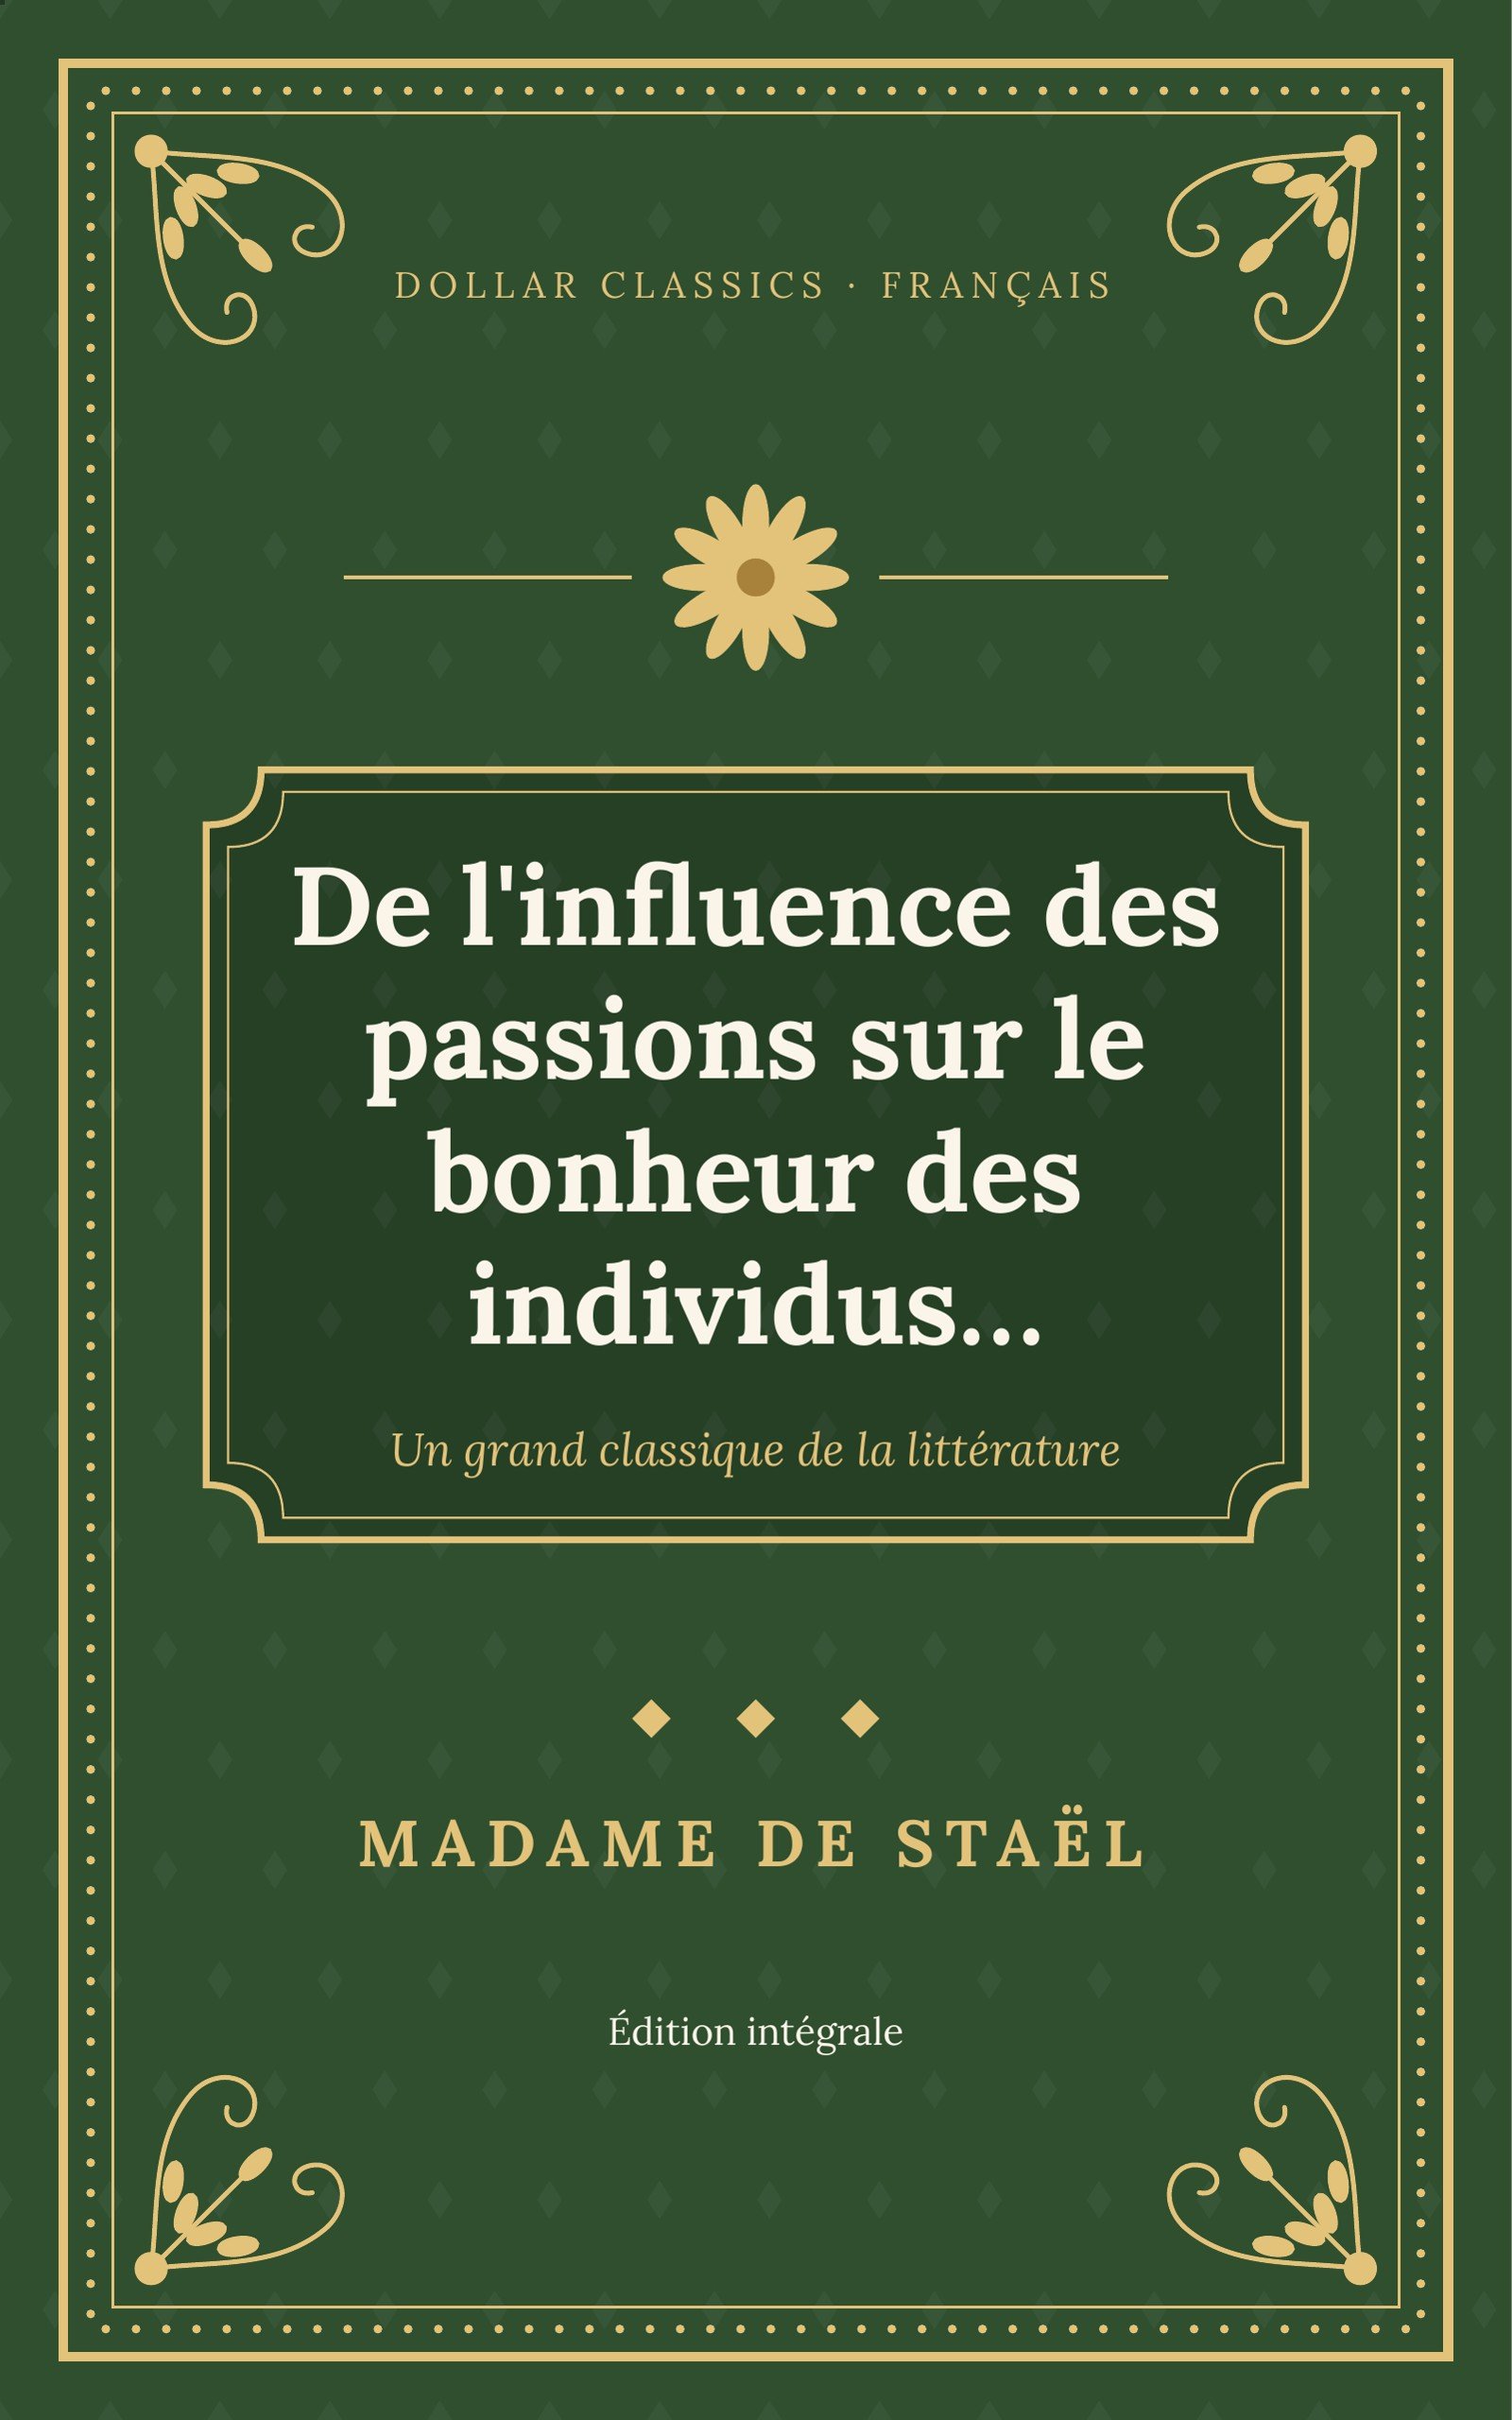 DOLLAR CLASSICS · FRANÇAIS
De l'influence des
passions sur le
bonheur des
individus...
Un grand classique de la littérature
MADAME DE STAËL
Édition intégrale